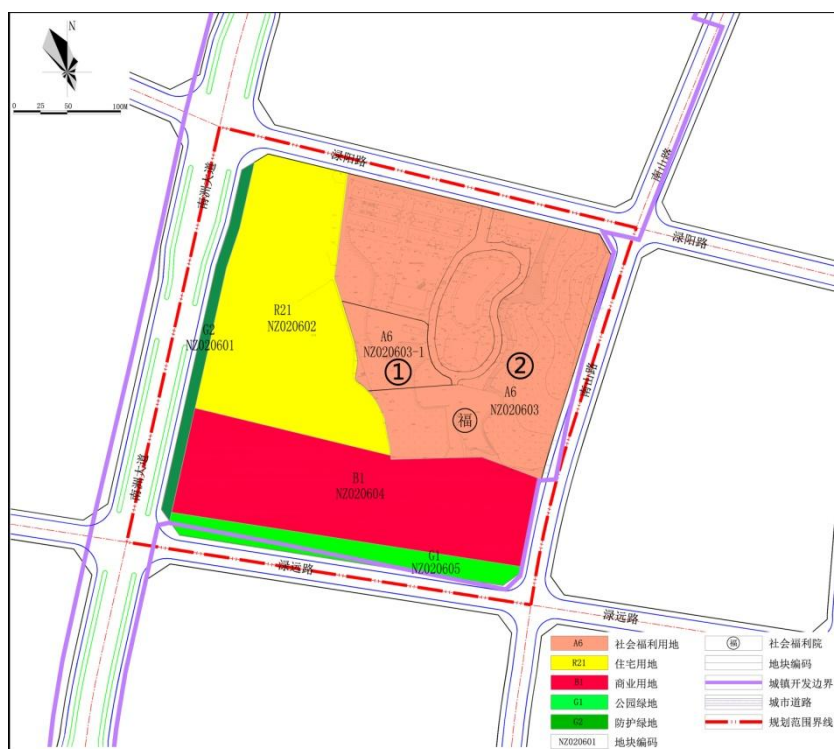 N
0 25 50 100M
渌阳路
南洲大道
南山路
渌阳路
R21
NZ020602
A6
NZ020603-1
①
②
A6
NZ020603
G2
NZ020601
福
南山路
B1
NZ020604
南洲大道
G1
NZ020605
渌远路
渌远路
A6 社会福利用地
R21 住宅用地
B1 商业用地
G1 公园绿地
G2 防护绿地
NZ020601 地块编码
福 社会福利院
地块编码
城镇开发边界
城市道路
规划范围界线